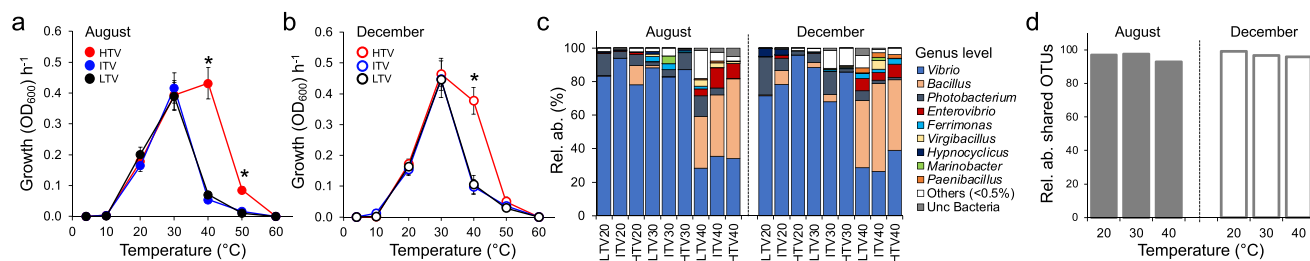 a
August
HTV
ITV
LTV
*
*
Growth (OD600) h-1
0.6
0.5
0.4
0.3
0.2
0.1
0.0
0 10 20 30 40 50 60
Temperature (°C)
b
December
HTV
ITV
LTV
*
Growth (OD600) h-1
0.6
0.5
0.4
0.3
0.2
0.1
0.0
0 10 20 30 40 50 60
Temperature (°C)
c
August
December
Rel. ab. (%)
100
80
60
40
20
0
LTV20 ITV20 HTV20 LTV30 ITV30 HTV30 LTV40 ITV40 HTV40
LTV20 ITV20 HTV20 LTV30 ITV30 HTV30 LTV40 ITV40 HTV40
Genus level
Vibrio
Bacillus
Photobacterium
Enterovibrio
Ferrimonas
Virgibacillus
Hypnocyclicus
Marinobacter
Paenibacillus
Others (<0.5%)
Unc Bacteria
d
August
December
Rel. ab. shared OTUs
100
80
60
40
20
0
20 30 40 20 30 40
Temperature (°C)